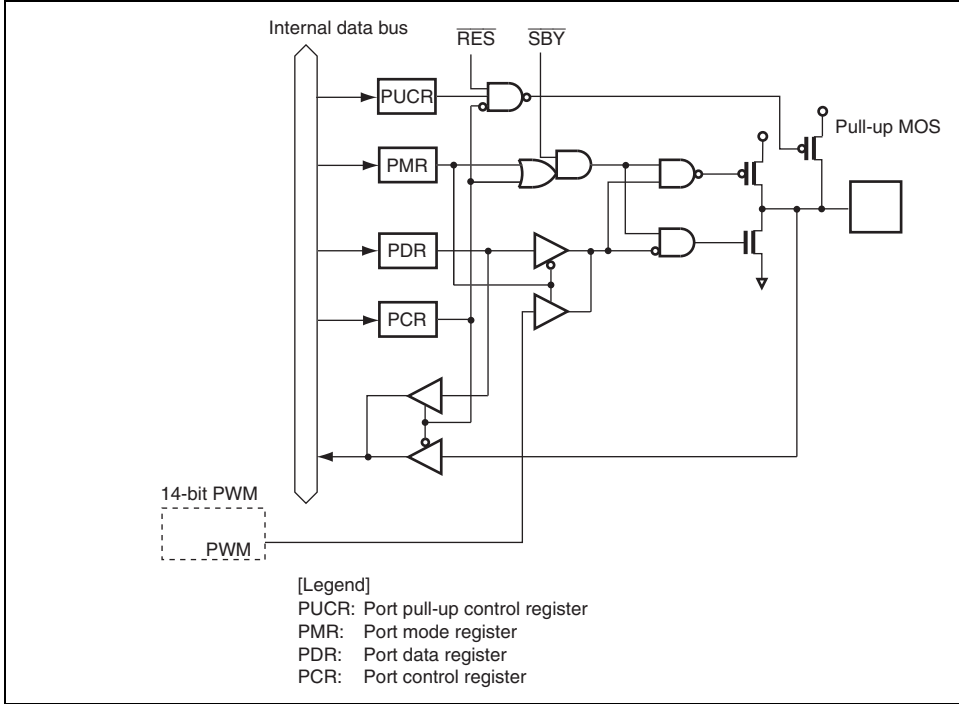 Internal data bus
RES
SBY
PUCR
Pull-up MOS
PMR
PDR
PCR
14-bit PWM
PWM
[Legend]
PUCR: Port pull-up control register
PMR: Port mode register
PDR: Port data register
PCR: Port control register